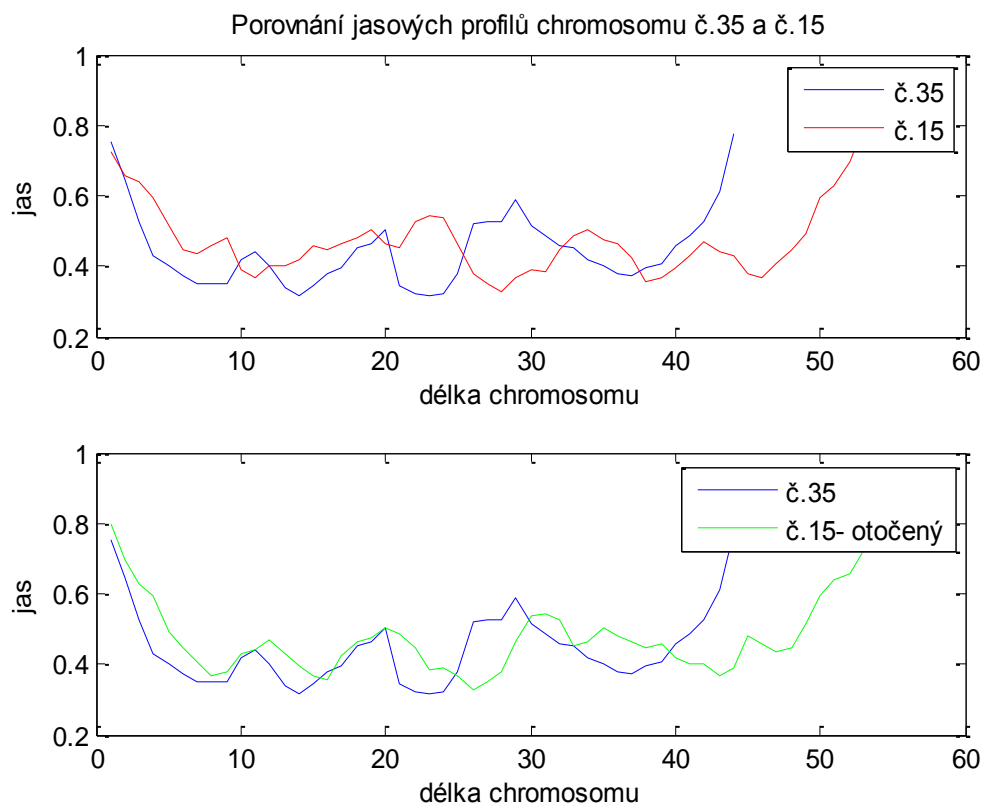 Porovnání jasových profilů chromosomu č.35 a č.15
1
0.8
0.6
0.4
0.2
jas
č.35
č.15
0 10 20 30 40 50 60
délka chromosomu
1
0.8
0.6
0.4
0.2
jas
č.35
č.15- otočený
0 10 20 30 40 50 60
délka chromosomu